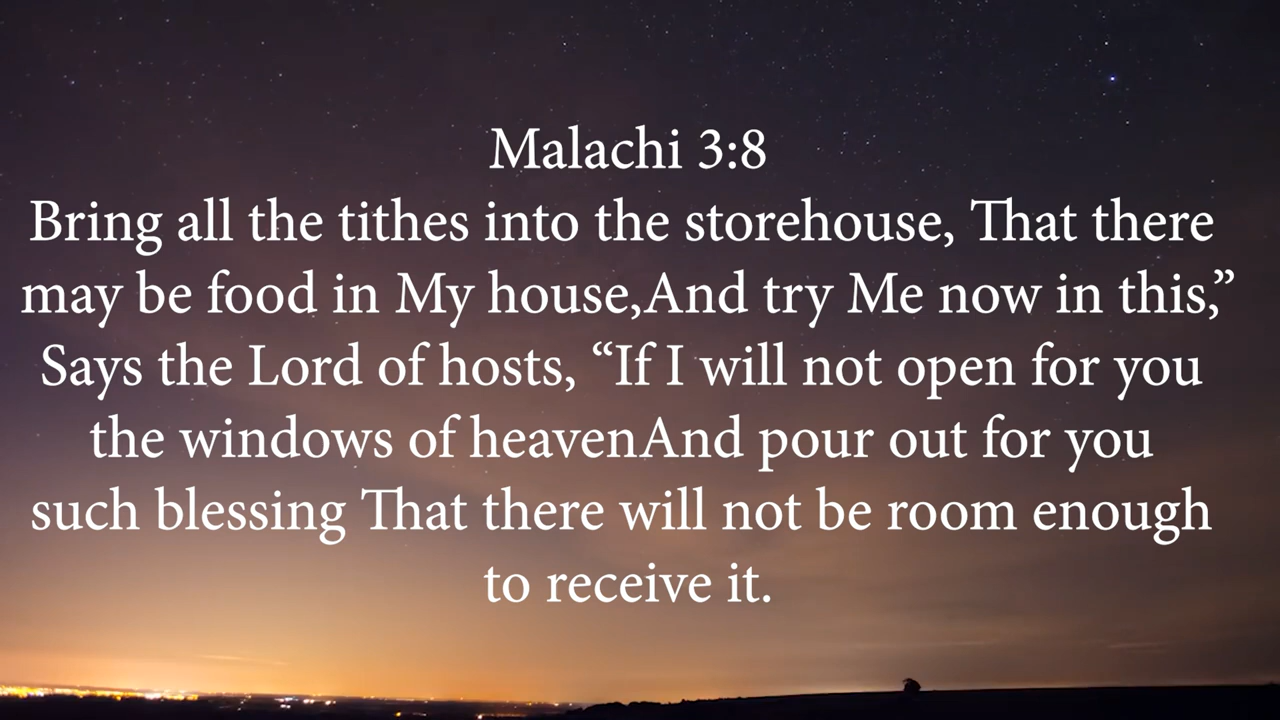 Malachi 3:8
Bring all the tithes into the storehouse, That there
may be food in My house,And try Me now in this,”
Says the Lord of hosts, “If I will not open for you
the windows of heavenAnd pour out for you
such blessing That there will not be room enough
to receive it.